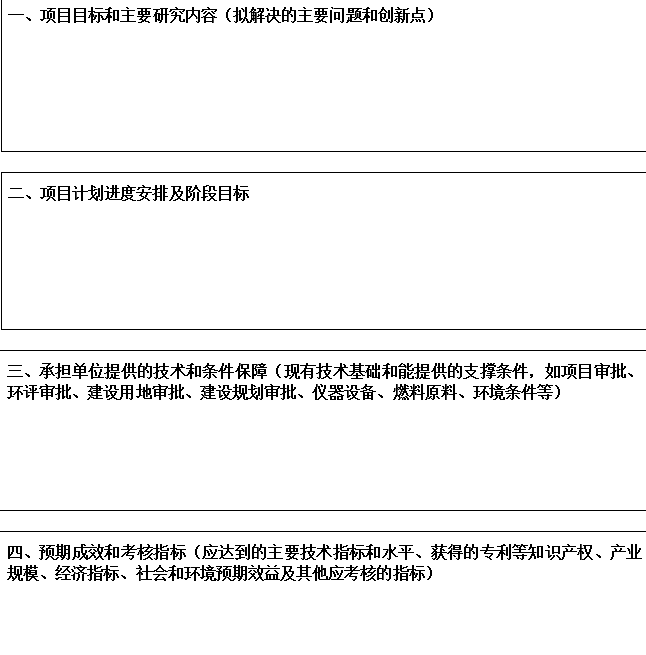 一、项目目标和主要研究内容（拟解决的主要问题和创新点）
二、项目计划进度安排及阶段目标
三、承担单位提供的技术和条件保障（现有技术基础和能提供的支撑条件，如项目审批、
环评审批、建设用地审批、建设规划审批、仪器设备、燃料原料、环境条件等）
四、预期成效和考核指标（应达到的主要技术指标和水平、获得的专利等知识产权、产业
规模、经济指标、社会和环境预期效益及其他应考核的指标）